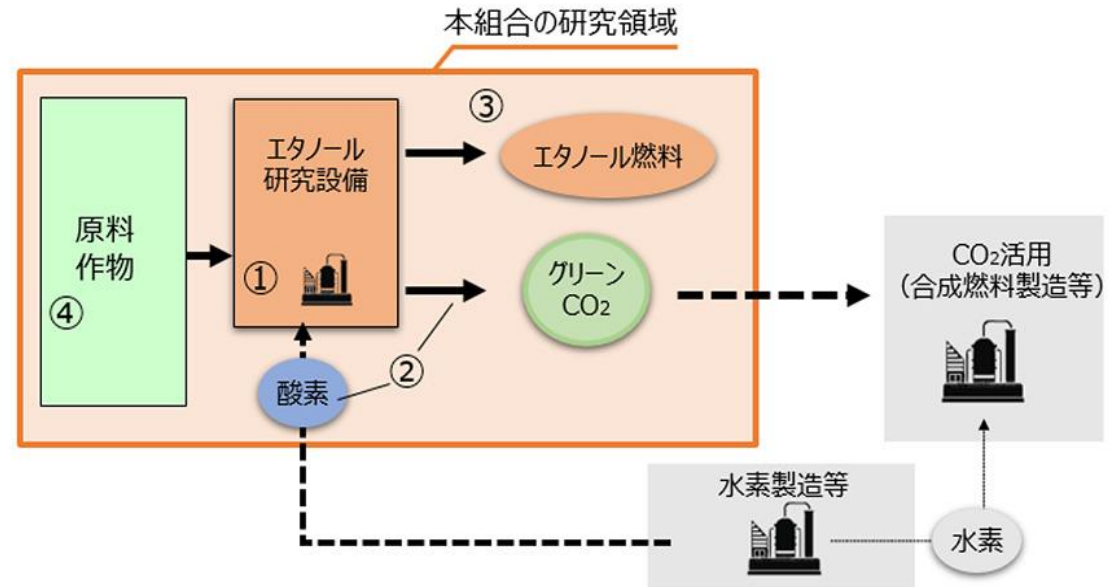 本組合の研究領域
③
エタノール
研究設備
エタノール燃料
原料
作物
①
グリーン
CO₂
CO₂活用
(合成燃料製造等)
④
②
酸素
水素製造等
水素